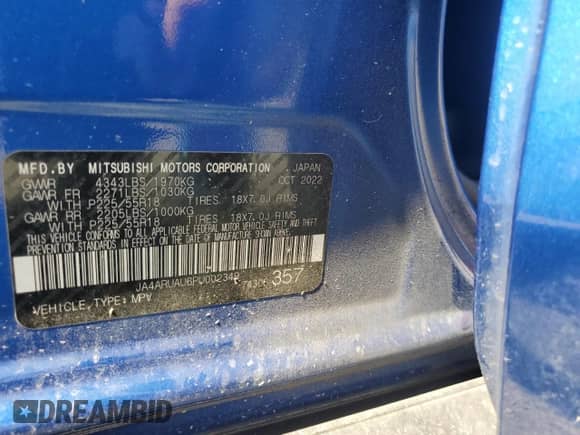 MFD.BY MITSUBISHI MOTORS CORPORATION JAPAN
GVWR 4343LBS/1970KG OCT 2022
GAWR FR 2271LBS/1030KG
WITH P225/55R18 TIRES 18X7.0J RIMS
GAWR RR 2205LBS/1000KG
WITH P225/55R18 TIRES 18X7.0J RIMS
THIS VEHICLE CONFORMS TO ALL APPLICABLE FEDERAL MOTOR VEHICLE SAFETY, BUMPER AND THEFT
PREVENTION STANDARDS IN EFFECT ON THE DATE OF MANUFACTURE SHOWN ABOVE.
JA4ARUAU6PU002342 357
VEHICLE TYPE: MPV
DREAMBID